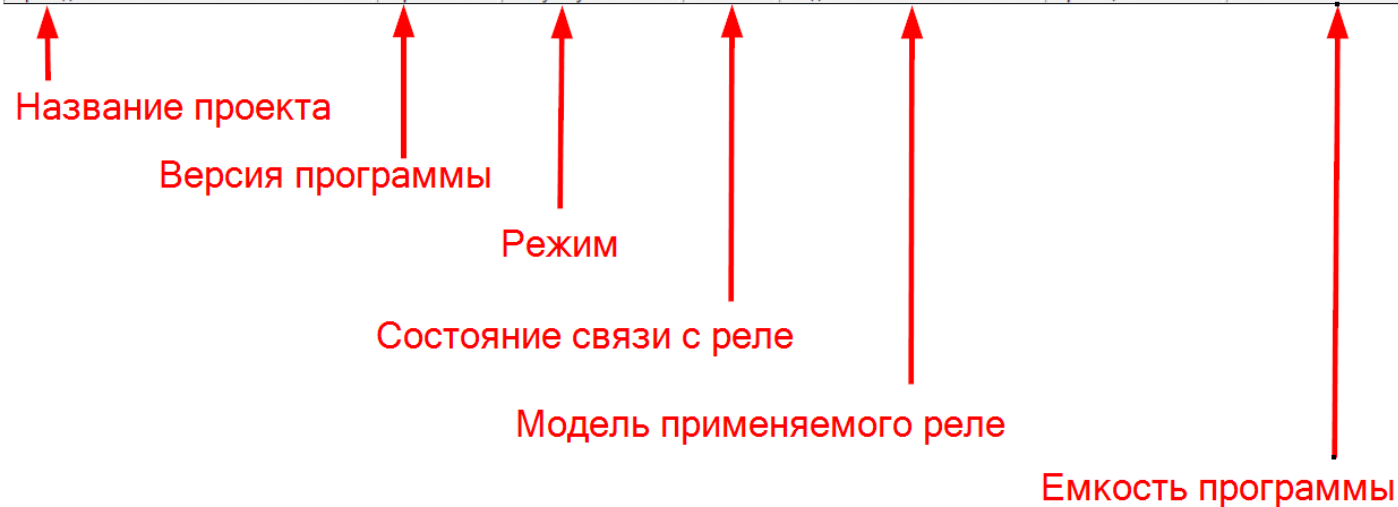 Название проекта
Версия программы
Режим
Состояние связи с реле
Модель применяемого реле
Емкость программы